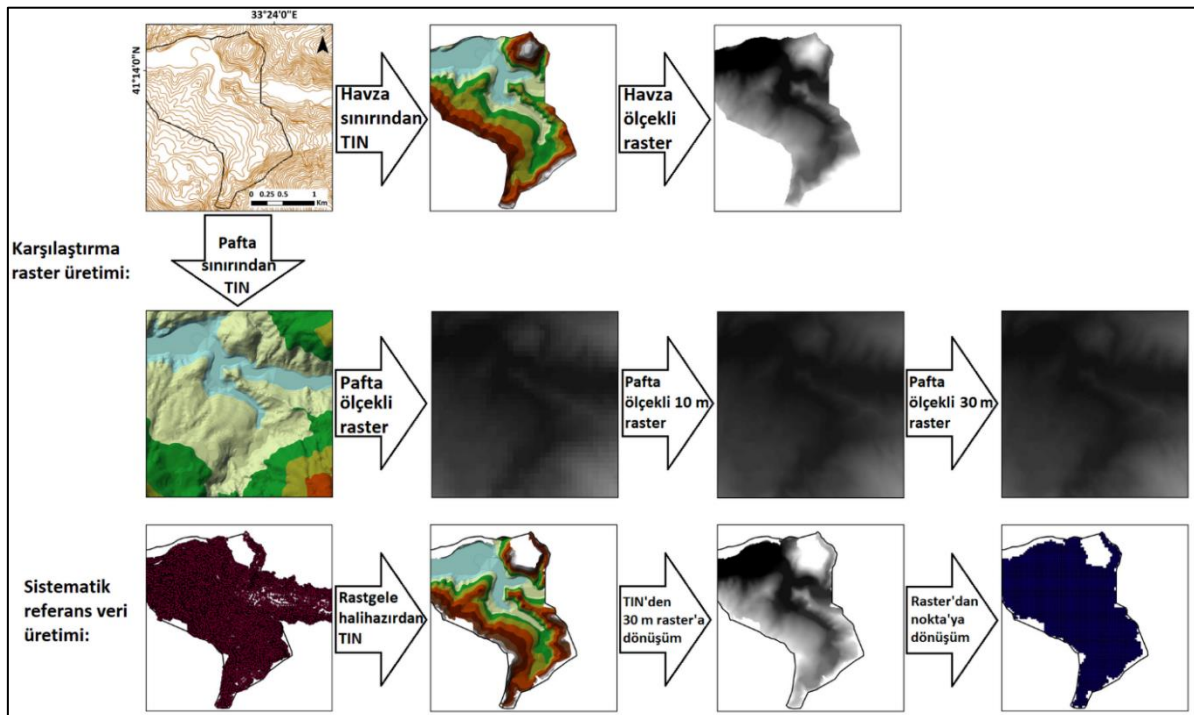 33°24'0"E
41°14'0"N
0 0.25 0.5 1
Km
Havza
sınırından
TIN
Havza
ölçekli
raster
Karşılaştırma
raster üretimi:
Pafta
sınırından
TIN
Pafta
ölçekli
raster
Pafta
ölçekli 10 m
raster
Pafta
ölçekli 30 m
raster
Sistematik
referans veri
üretimi:
Rastgele
halihazırdan
TIN
TIN'den
30 m raster'a
dönüşüm
Raster'dan
nokta'ya
dönüşüm